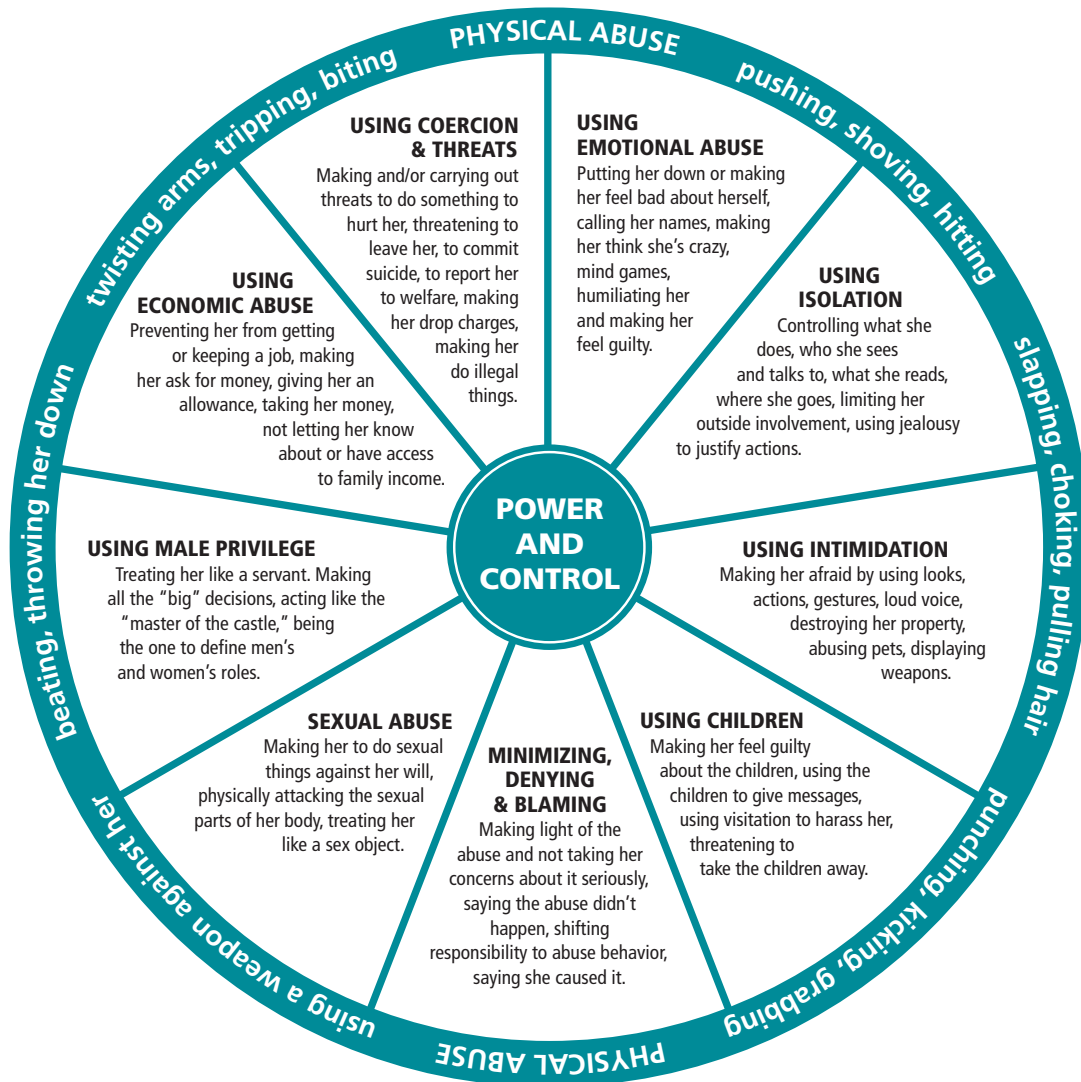 PHYSICAL ABUSE
pushing, shoving, hitting
slapping, choking, pulling hair
punching, kicking, grabbing
PHYSICAL ABUSE
using a weapon against her
beating, throwing her down
twisting arms, tripping, biting
USING
EMOTIONAL ABUSE
Putting her down or making
her feel bad about herself,
calling her names, making
her think she’s crazy,
mind games,
humiliating her
and making her
feel guilty.
USING
ISOLATION
Controlling what she
does, who she sees
and talks to, what she reads,
where she goes, limiting her
outside involvement, using jealousy
to justify actions.
USING INTIMIDATION
Making her afraid by using looks,
actions, gestures, loud voice,
destroying her property,
abusing pets, displaying
weapons.
USING CHILDREN
Making her feel guilty
about the children, using the
children to give messages,
using visitation to harass her,
threatening to
take the children away.
MINIMIZING,
DENYING
& BLAMING
Making light of the
abuse and not taking her
concerns about it seriously,
saying the abuse didn’t
happen, shifting
responsibility to abuse behavior,
saying she caused it.
SEXUAL ABUSE
Making her to do sexual
things against her will,
physically attacking the sexual
parts of her body, treating her
like a sex object.
USING MALE PRIVILEGE
Treating her like a servant. Making
all the “big” decisions, acting like the
“master of the castle,” being
the one to define men’s
and women’s roles.
USING
ECONOMIC ABUSE
Preventing her from getting
or keeping a job, making
her ask for money, giving her an
allowance, taking her money,
not letting her know
about or have access
to family income.
USING COERCION
& THREATS
Making and/or carrying out
threats to do something to
hurt her, threatening to
leave her, to commit
suicide, to report her
to welfare, making
her drop charges,
making her
do illegal
things.
POWER
AND
CONTROL